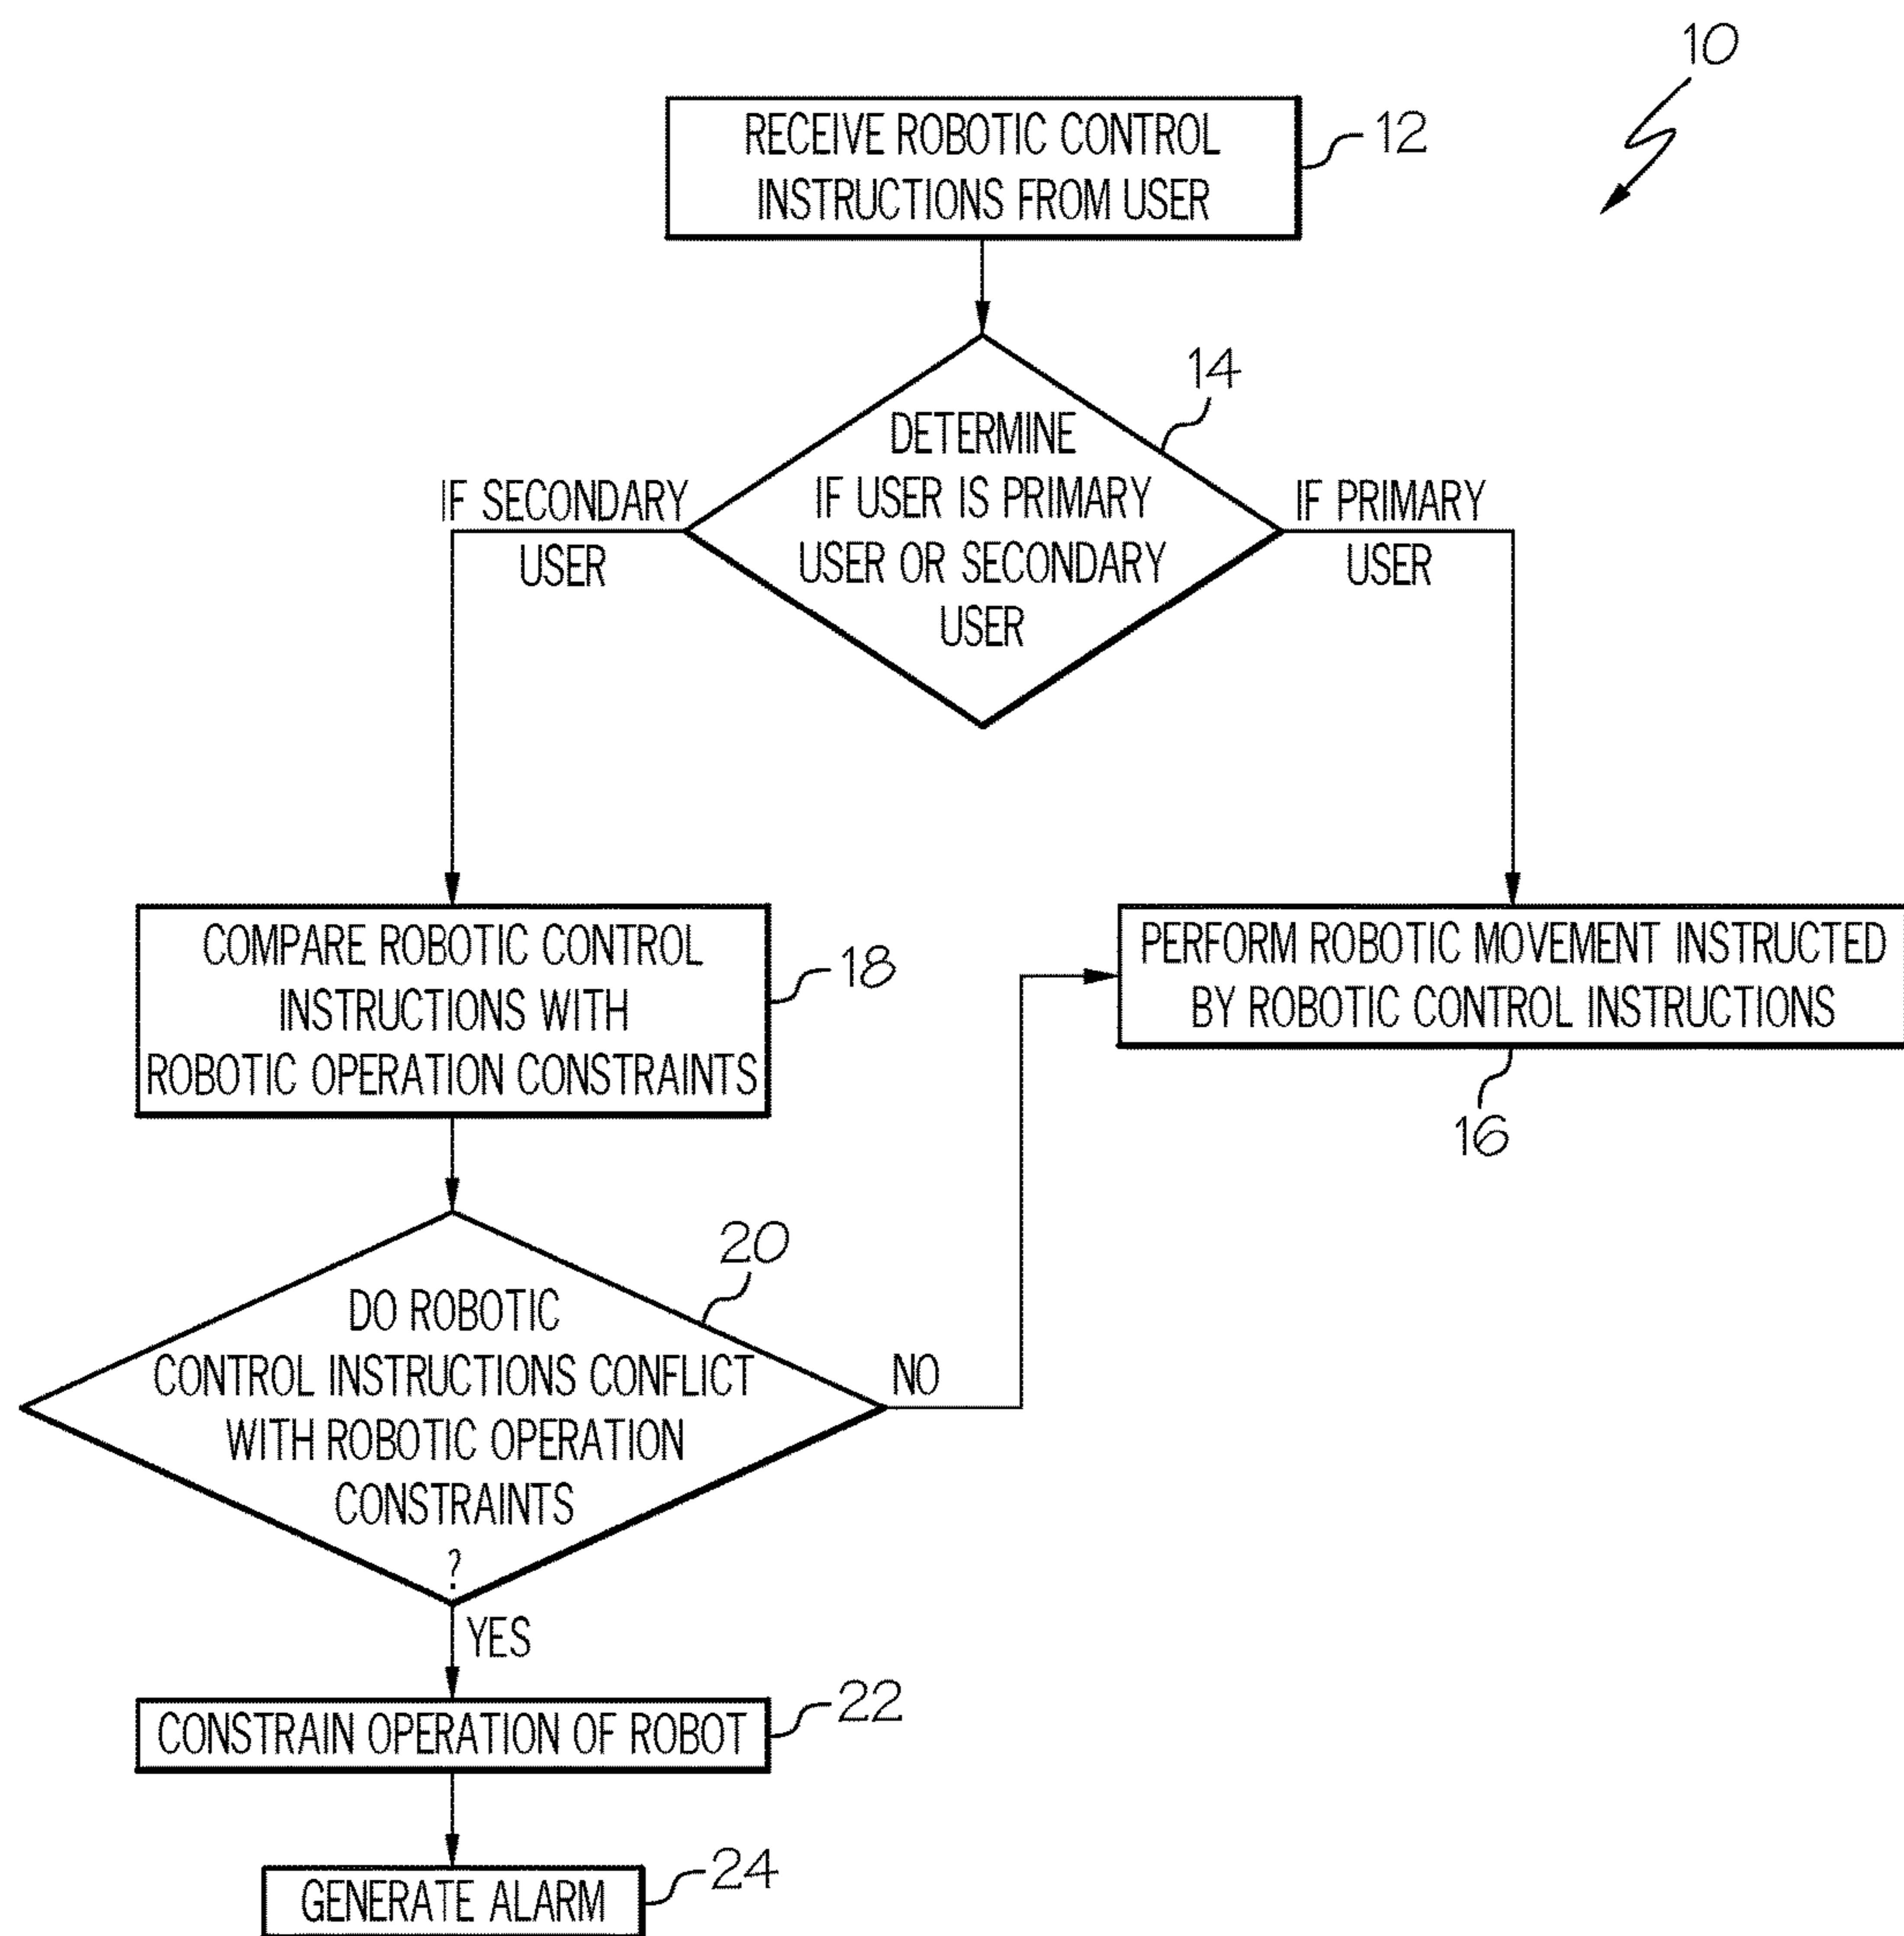 10
RECEIVE ROBOTIC CONTROL
INSTRUCTIONS FROM USER
12
14
DETERMINE
IF USER IS PRIMARY
USER OR SECONDARY
USER
IF SECONDARY
USER
IF PRIMARY
USER
COMPARE ROBOTIC CONTROL
INSTRUCTIONS WITH
ROBOTIC OPERATION CONSTRAINTS
18
PERFORM ROBOTIC MOVEMENT INSTRUCTED
BY ROBOTIC CONTROL INSTRUCTIONS
16
20
DO ROBOTIC
CONTROL INSTRUCTIONS CONFLICT
WITH ROBOTIC OPERATION
CONSTRAINTS
?
NO
YES
CONSTRAIN OPERATION OF ROBOT
22
GENERATE ALARM
24